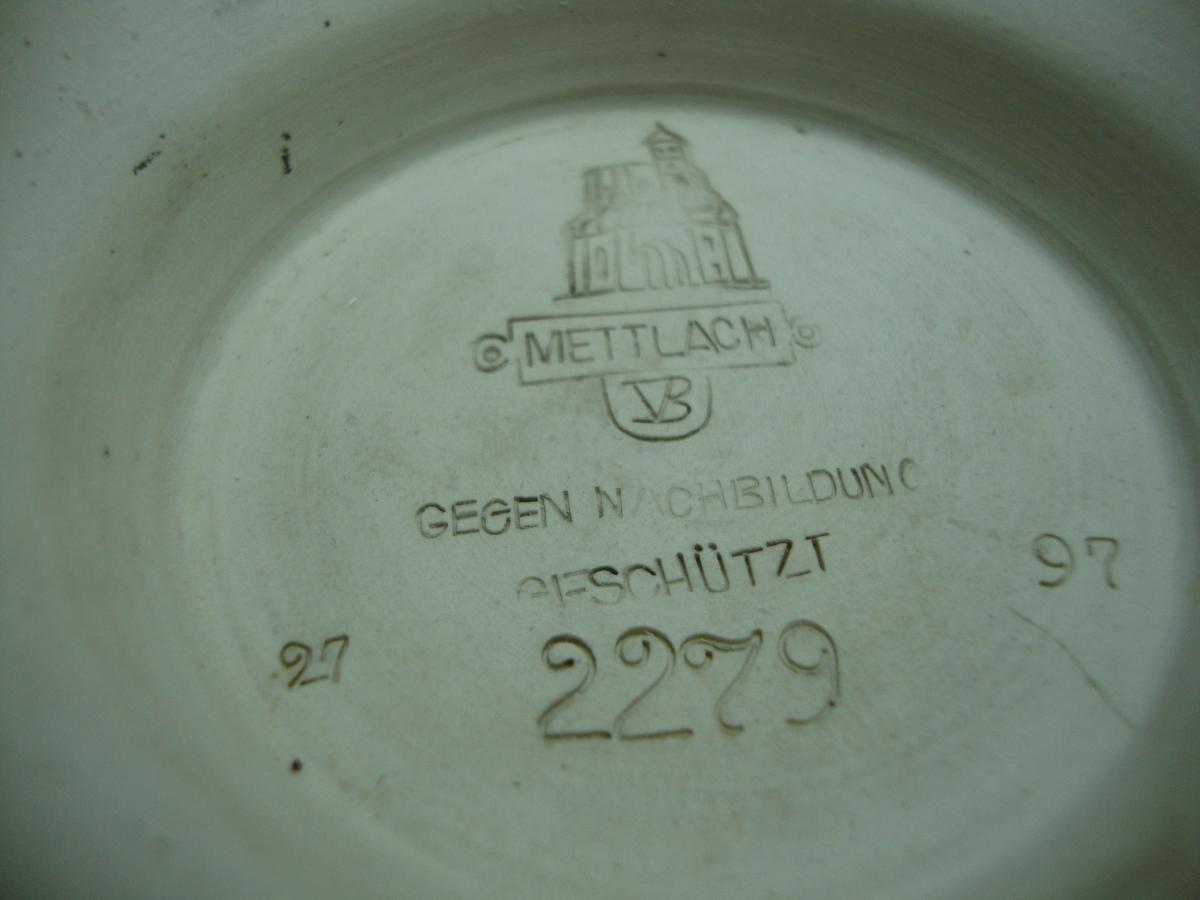 METTLACH
VB
GEGEN NACHBILDUNG
GESCHÜTZT
97
27
2279